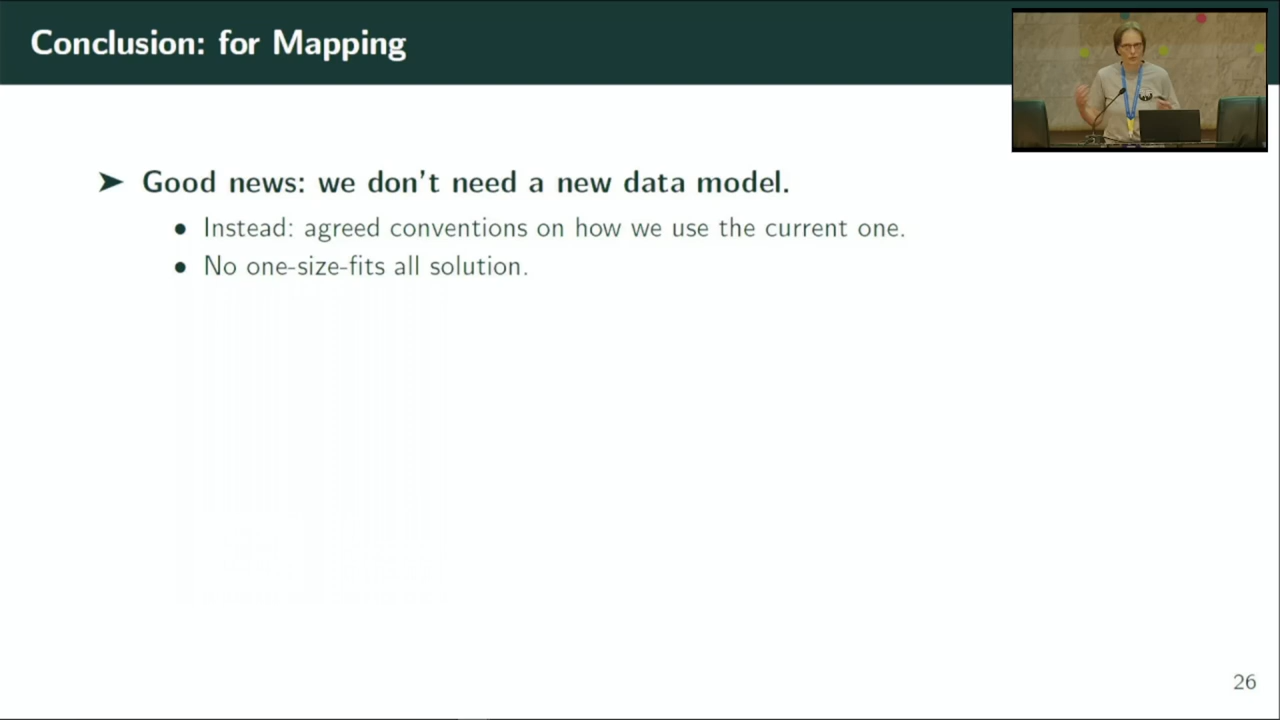 Conclusion: for Mapping
➤ Good news: we don't need a new data model.
• Instead: agreed conventions on how we use the current one.
• No one-size-fits all solution.
26